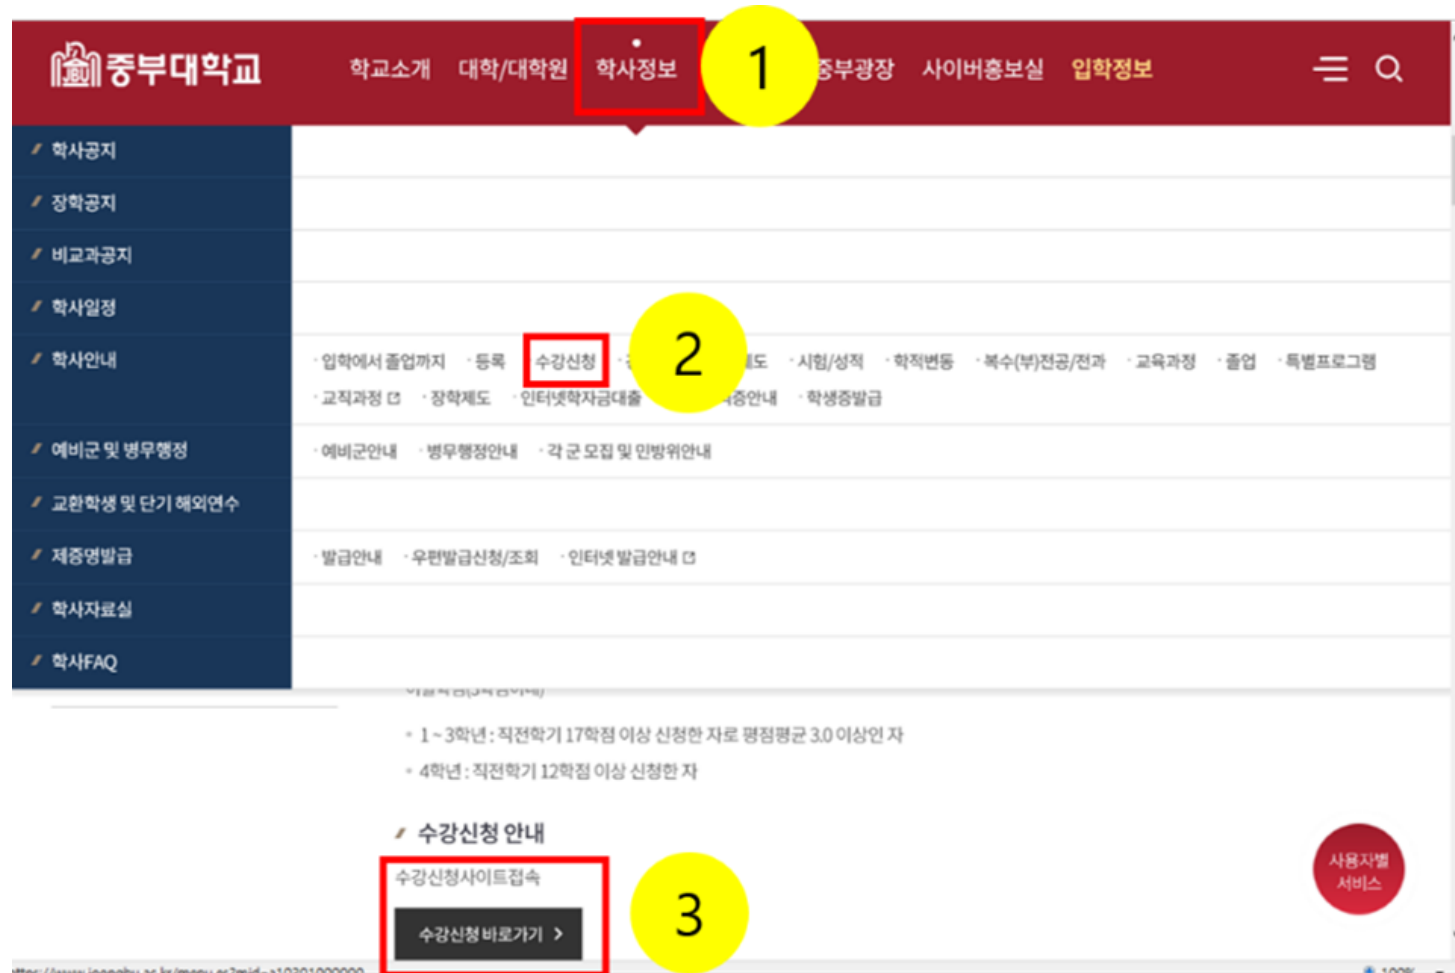 중부대학교 학교소개 대학/대학원 학사정보 1 중부광장 사이버홍보실 입학정보
학사공지
장학공지
비교과공지
학사일정
학사안내 · 입학에서 졸업까지 · 등록 · 수강신청 2 · 시험/성적 · 학적변동 · 복수(부)전공/전과 · 교육과정 · 졸업 · 특별프로그램
· 교직과정 · 장학제도 · 인터넷학자금대출 · 학생증발급
예비군 및 병무행정 · 예비군안내 · 병무행정안내 · 각 군 모집 및 민방위안내
교환학생 및 단기 해외연수
제증명발급 · 발급안내 · 우편발급신청/조회 · 인터넷 발급안내
학사자료실
학사FAQ
1 ~ 3학년 : 직전학기 17학점 이상 신청한 자로 평점평균 3.0 이상인 자
4학년 : 직전학기 12학점 이상 신청한 자
수강신청 안내
수강신청사이트접속
수강신청 바로가기 >
3
사용자별
서비스
100%